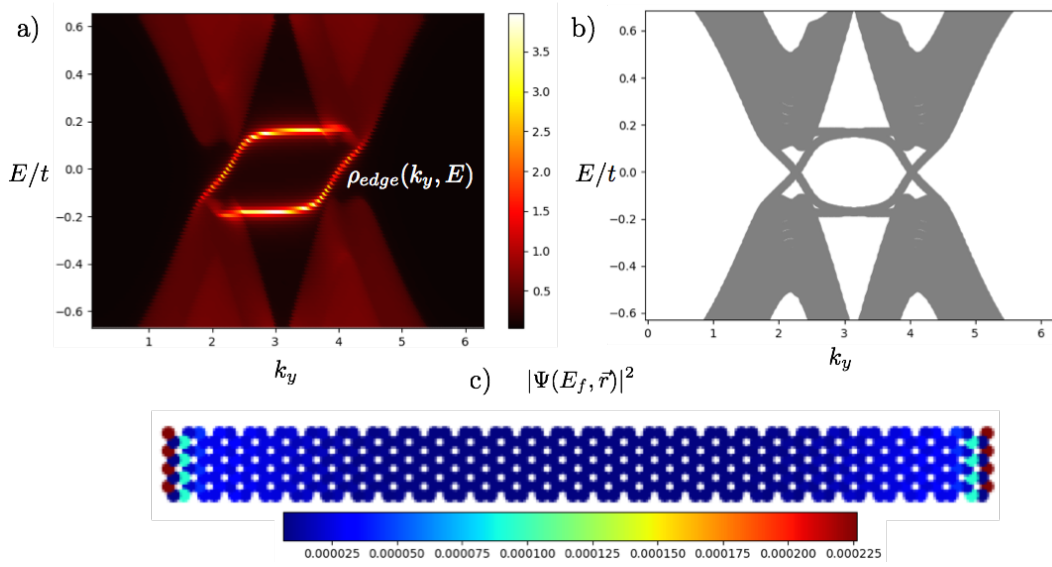 a)
E/t
0.6
0.4
0.2
0.0
−0.2
−0.4
−0.6
1 2 3 4 5 6
k_y
ρ_{edge}(k_y, E)
3.5
3.0
2.5
2.0
1.5
1.0
0.5
b)
E/t
0.6
0.4
0.2
0.0
−0.2
−0.4
−0.6
0 1 2 3 4 5 6
k_y
c) |Ψ(E_f, \vec{r})|^2
0.000025 0.000050 0.000075 0.000100 0.000125 0.000150 0.000175 0.000200 0.000225